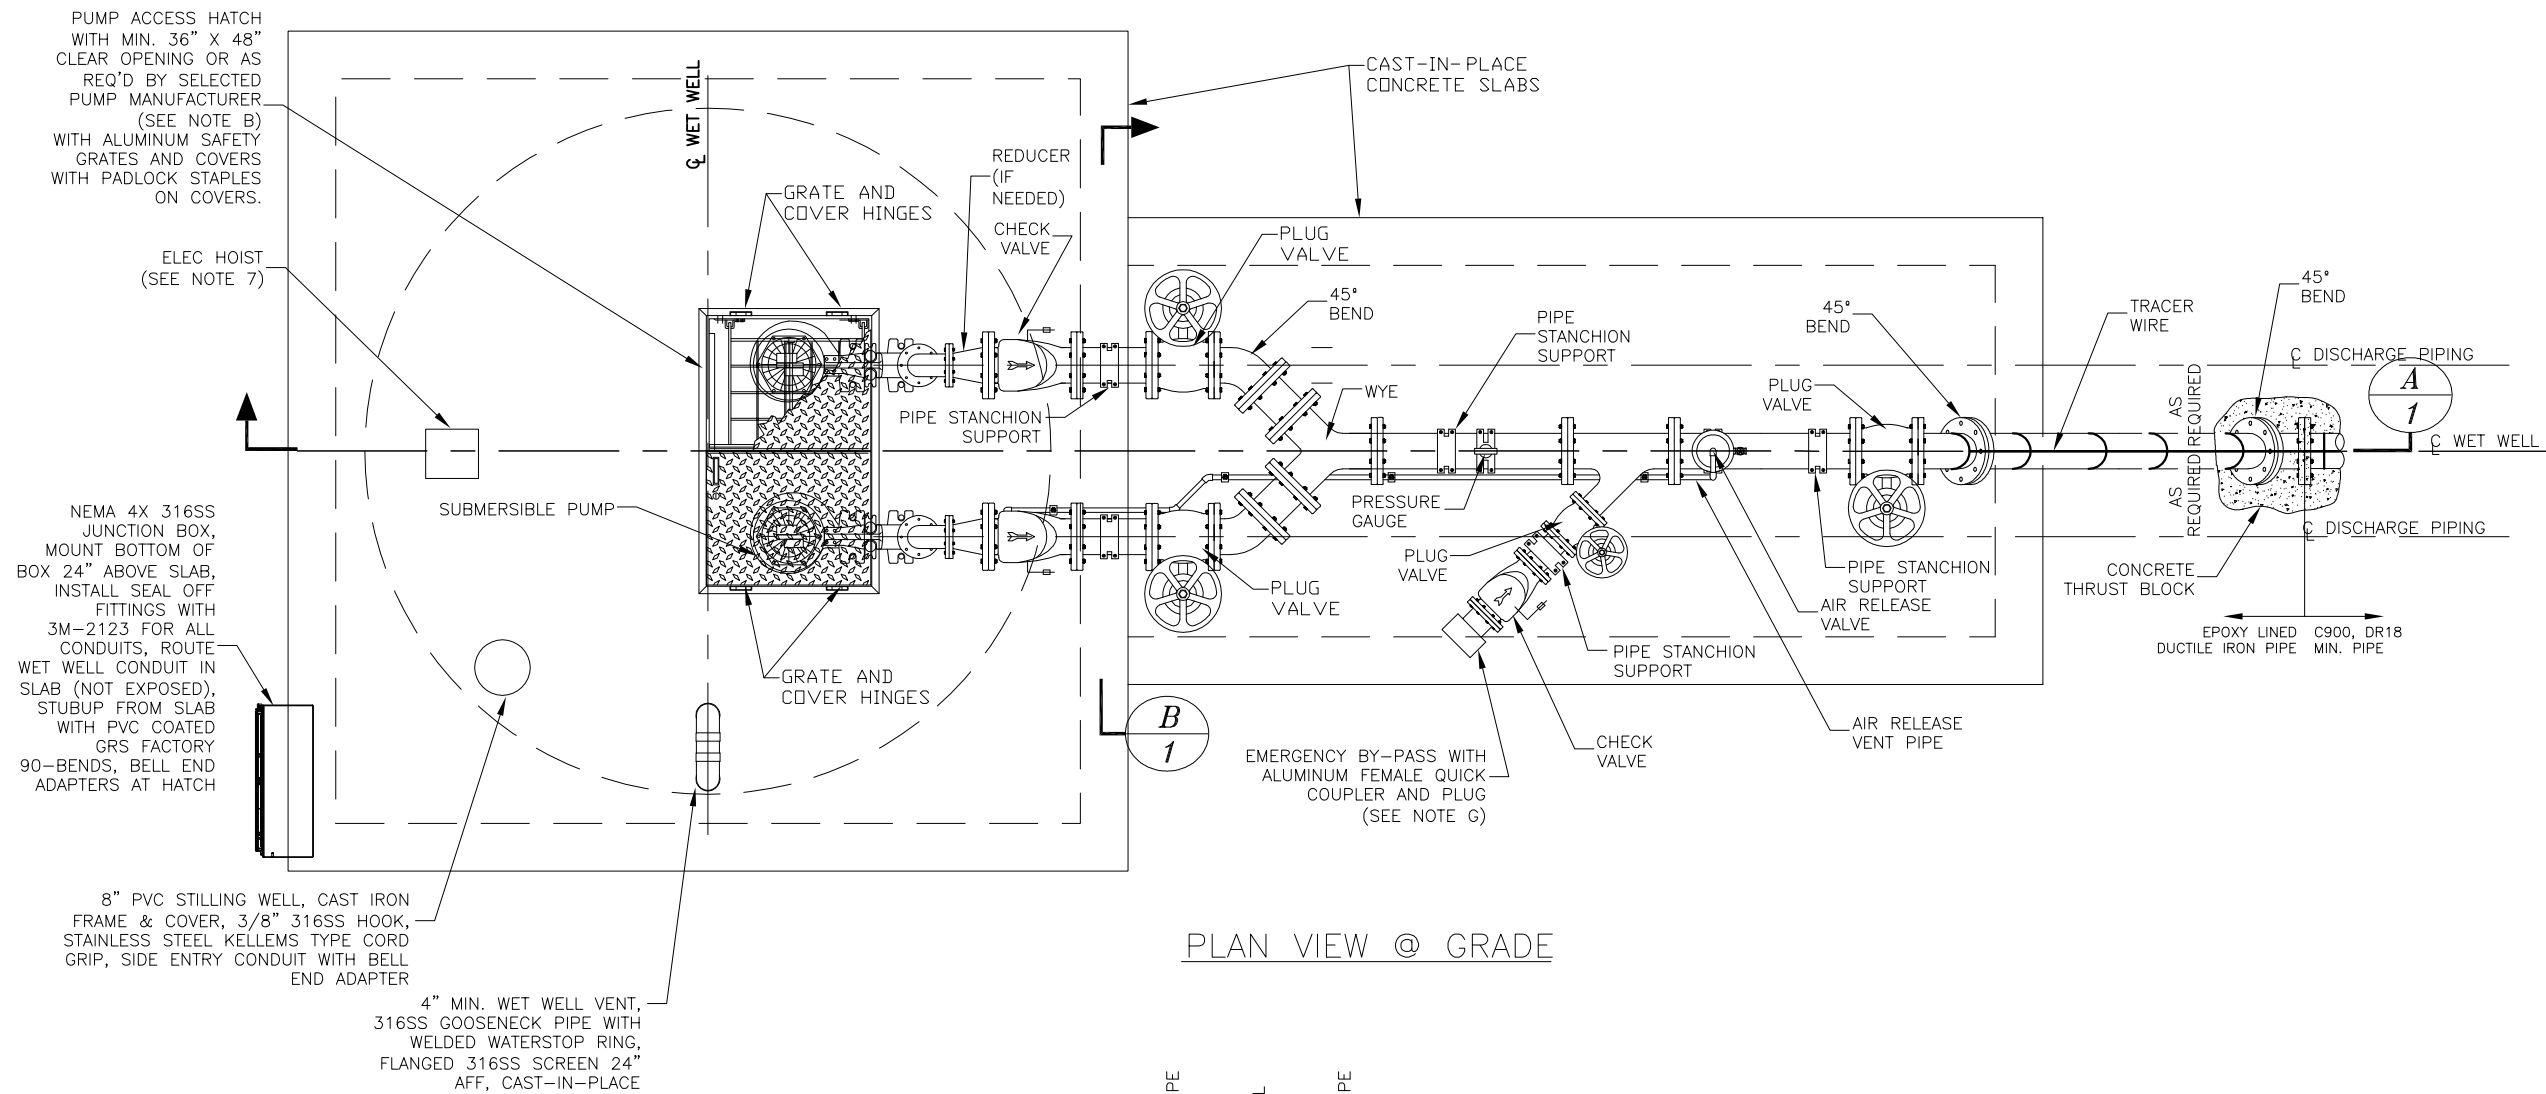 PUMP ACCESS HATCH
WITH MIN. 36" X 48"
CLEAR OPENING OR AS
REQ'D BY SELECTED
PUMP MANUFACTURER
(SEE NOTE B)
WITH ALUMINUM SAFETY
GRATES AND COVERS
WITH PADLOCK STAPLES
ON COVERS.
ELEC HOIST
(SEE NOTE 7)
NEMA 4X 316SS
JUNCTION BOX,
MOUNT BOTTOM OF
BOX 24" ABOVE SLAB,
INSTALL SEAL OFF
FITTINGS WITH
3M-2123 FOR ALL
CONDUITS, ROUTE
WET WELL CONDUIT IN
SLAB (NOT EXPOSED),
STUBUP FROM SLAB
WITH PVC COATED
GRS FACTORY
90-BENDS, BELL END
ADAPTERS AT HATCH
8" PVC STILLING WELL, CAST IRON
FRAME & COVER, 3/8" 316SS HOOK,
STAINLESS STEEL KELLEMS TYPE CORD
GRIP, SIDE ENTRY CONDUIT WITH BELL
END ADAPTER
4" MIN. WET WELL VENT,
316SS GOOSENECK PIPE WITH
WELDED WATERSTOP RING,
FLANGED 316SS SCREEN 24"
AFF, CAST-IN-PLACE
℄ WET WELL
GRATE AND
COVER HINGES
REDUCER
(IF
NEEDED)
CHECK
VALVE
PIPE STANCHION
SUPPORT
SUBMERSIBLE PUMP
GRATE AND
COVER HINGES
CAST-IN-PLACE
CONCRETE SLABS
PLUG
VALVE
45°
BEND
PIPE
STANCHION
SUPPORT
WYE
PRESSURE
GAUGE
PLUG
VALVE
PLUG
VALVE
B
1
EMERGENCY BY-PASS WITH
ALUMINUM FEMALE QUICK
COUPLER AND PLUG
(SEE NOTE G)
CHECK
VALVE
PIPE STANCHION
SUPPORT
45°
BEND
PLUG
VALVE
PIPE STANCHION
SUPPORT
AIR RELEASE
VALVE
AIR RELEASE
VENT PIPE
TRACER
WIRE
45°
BEND
℄ DISCHARGE PIPING
A
1
℄ WET WELL
AS
REQUIRED
AS
REQUIRED
℄ DISCHARGE PIPING
CONCRETE
THRUST BLOCK
EPOXY LINED
DUCTILE IRON PIPE
C900, DR18
MIN. PIPE
PLAN VIEW @ GRADE
PE
L
PE